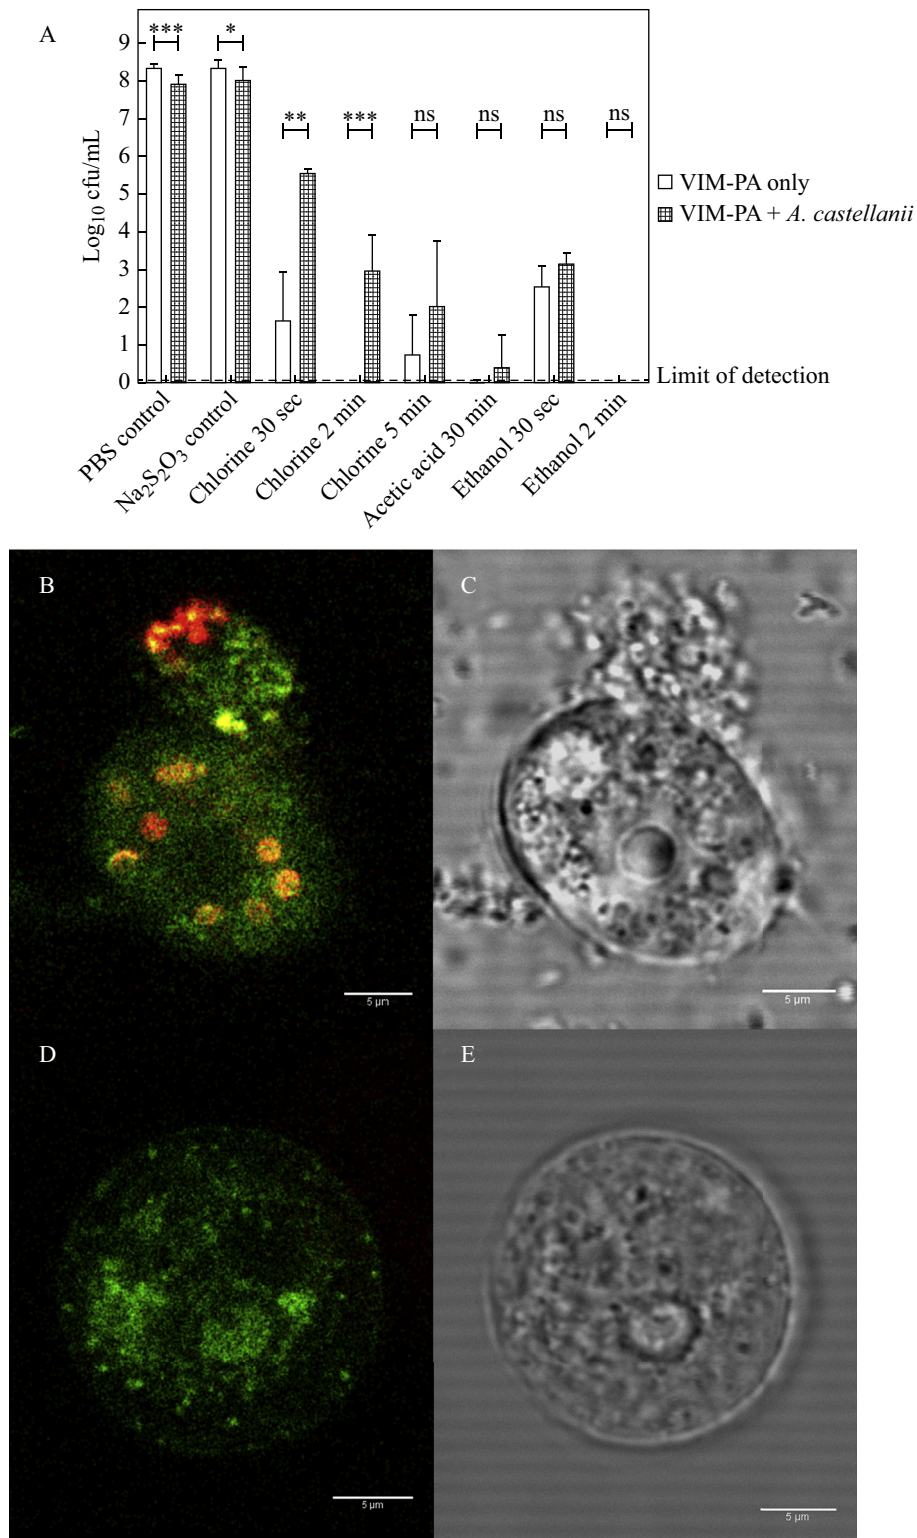 A
*** * ** *** ns ns ns ns
9
8
7
6
5
4
3
2
1
0
Log10 cfu/mL
VIM-PA only
VIM-PA + A. castellanii
Limit of detection
PBS control
Na2S2O3 control
Chlorine 30 sec
Chlorine 2 min
Chlorine 5 min
Acetic acid 30 min
Ethanol 30 sec
Ethanol 2 min
B
5 µm
C
5 µm
D
5 µm
E
5 µm